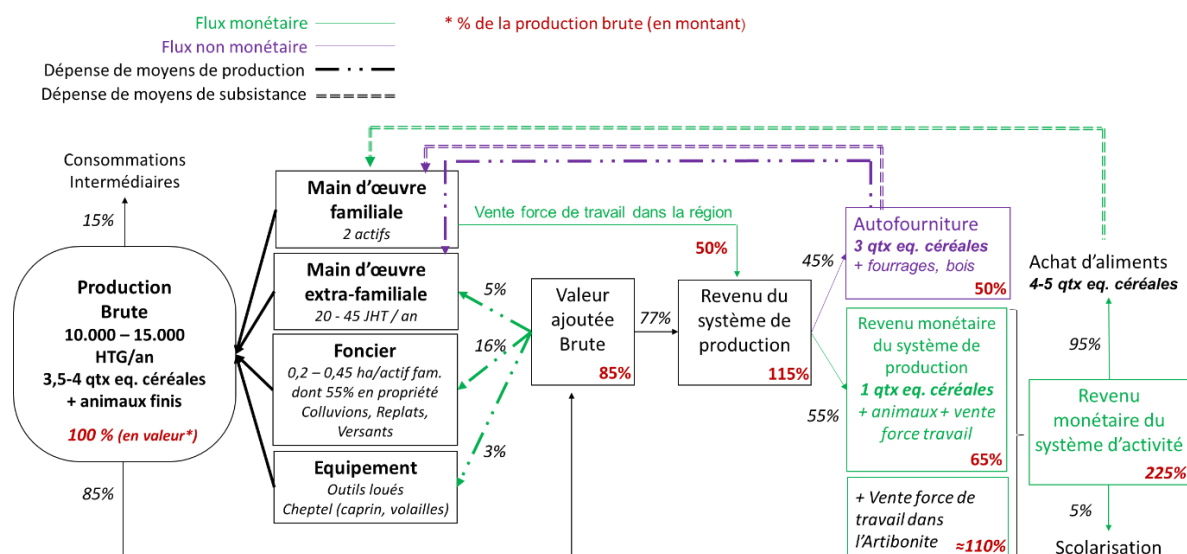 Flux monétaire
* % de la production brute (en montant)
Flux non monétaire
Dépense de moyens de production
Dépense de moyens de subsistance
Consommations
Intermédiaires
15%
Production
Brute
10.000 – 15.000
HTG/an
3,5-4 qtx eq. céréales
+ animaux finis
100 % (en valeur*)
85%
Main d’œuvre
familiale
2 actifs
Main d’œuvre
extra-familiale
20 - 45 JHT / an
Foncier
0,2 – 0,45 ha/actif fam.
dont 55% en propriété
Colluvions, Replats,
Versants
Equipement
Outils loués
Cheptel (caprin, volailles)
Vente force de travail dans la région
50%
5%
16%
3%
Valeur
ajoutée
Brute
85%
77%
Revenu du
système de
production
115%
45%
55%
Autofourniture
3 qtx eq. céréales
+ fourrages, bois
50%
Revenu monétaire
du système de
production
1 qtx eq. céréales
+ animaux + vente
force travail
65%
+ Vente force de
travail dans
l’Artibonite
≈110%
Achat d’aliments
4-5 qtx eq. céréales
95%
Revenu
monétaire du
système d’activité
225%
5%
Scolarisation